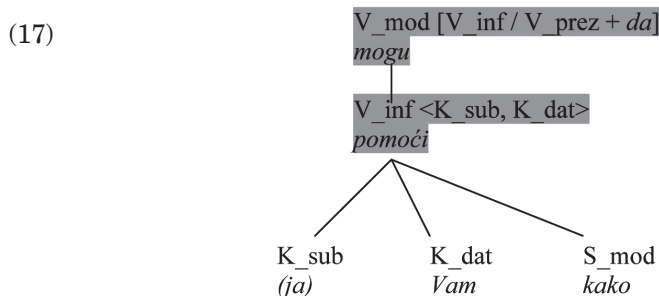 (17)
V_mod [V_inf / V_prez + da]
mogu
V_inf <K_sub, K_dat>
pomoći
K_sub K_dat S_mod
(ja) Vam kako